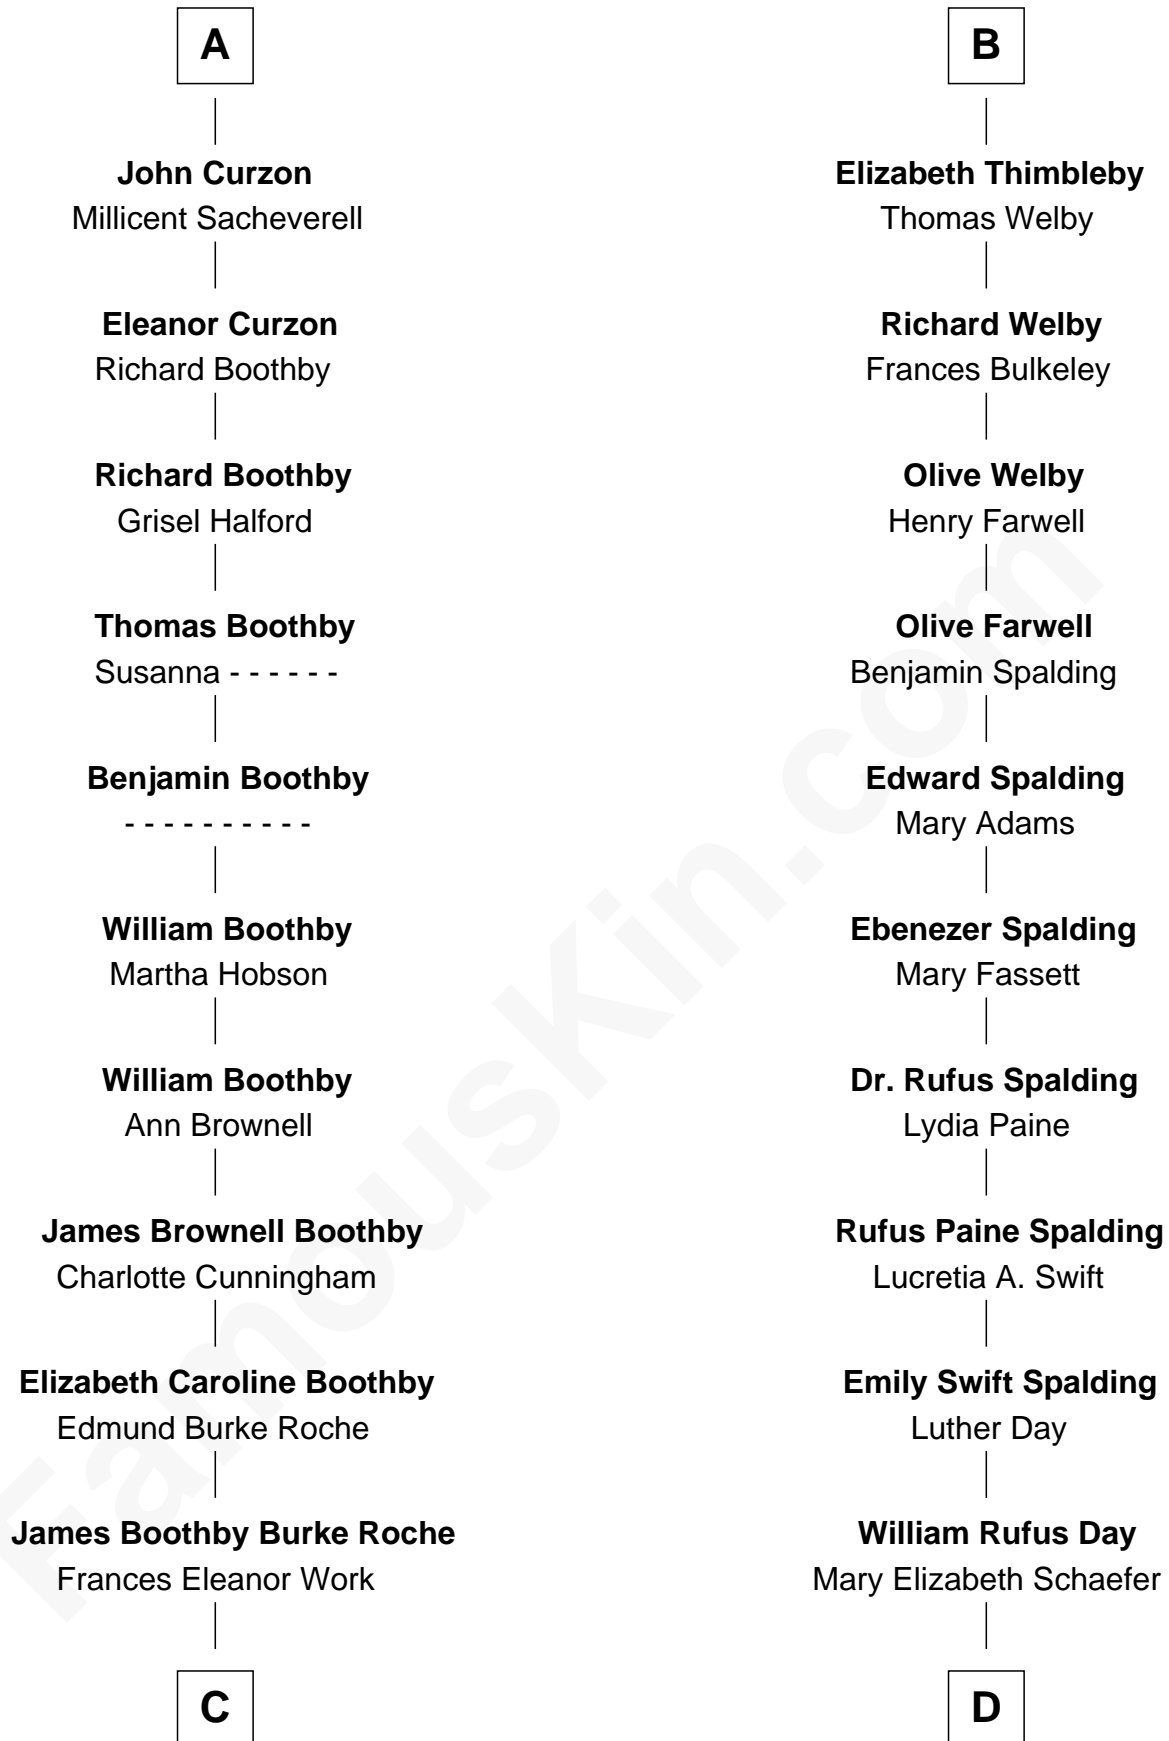 A
John Curzon
Millicent Sacheverell
Eleanor Curzon
Richard Boothby
Richard Boothby
Grisel Halford
Thomas Boothby
Susanna - - - - - -
Benjamin Boothby
- - - - - - - - - -
William Boothby
Martha Hobson
William Boothby
Ann Brownell
James Brownell Boothby
Charlotte Cunningham
Elizabeth Caroline Boothby
Edmund Burke Roche
James Boothby Burke Roche
Frances Eleanor Work
C
B
Elizabeth Thimbleby
Thomas Welby
Richard Welby
Frances Bulkeley
Olive Welby
Henry Farwell
Olive Farwell
Benjamin Spalding
Edward Spalding
Mary Adams
Ebenezer Spalding
Mary Fassett
Dr. Rufus Spalding
Lydia Paine
Rufus Paine Spalding
Lucretia A. Swift
Emily Swift Spalding
Luther Day
William Rufus Day
Mary Elizabeth Schaefer
D
FamousKin.com